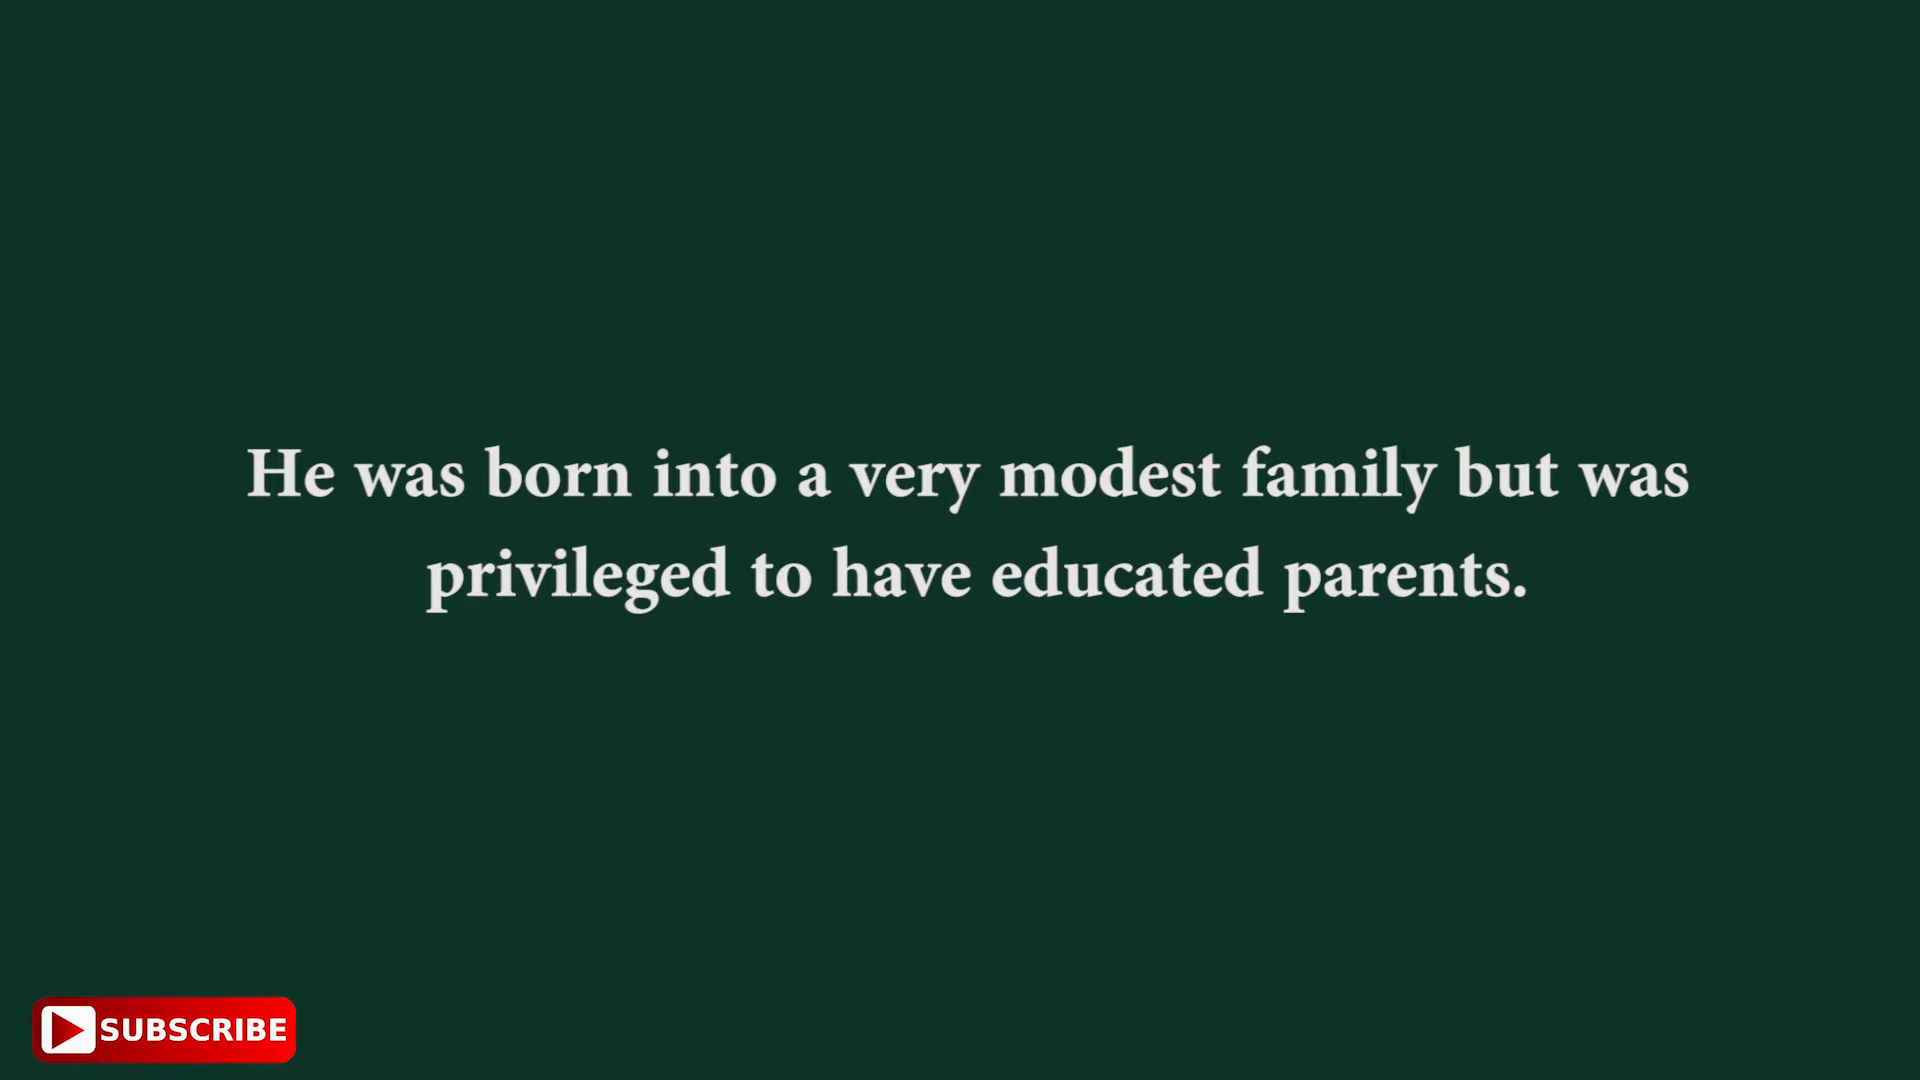 He was born into a very modest family but was
privileged to have educated parents.
SUBSCRIBE